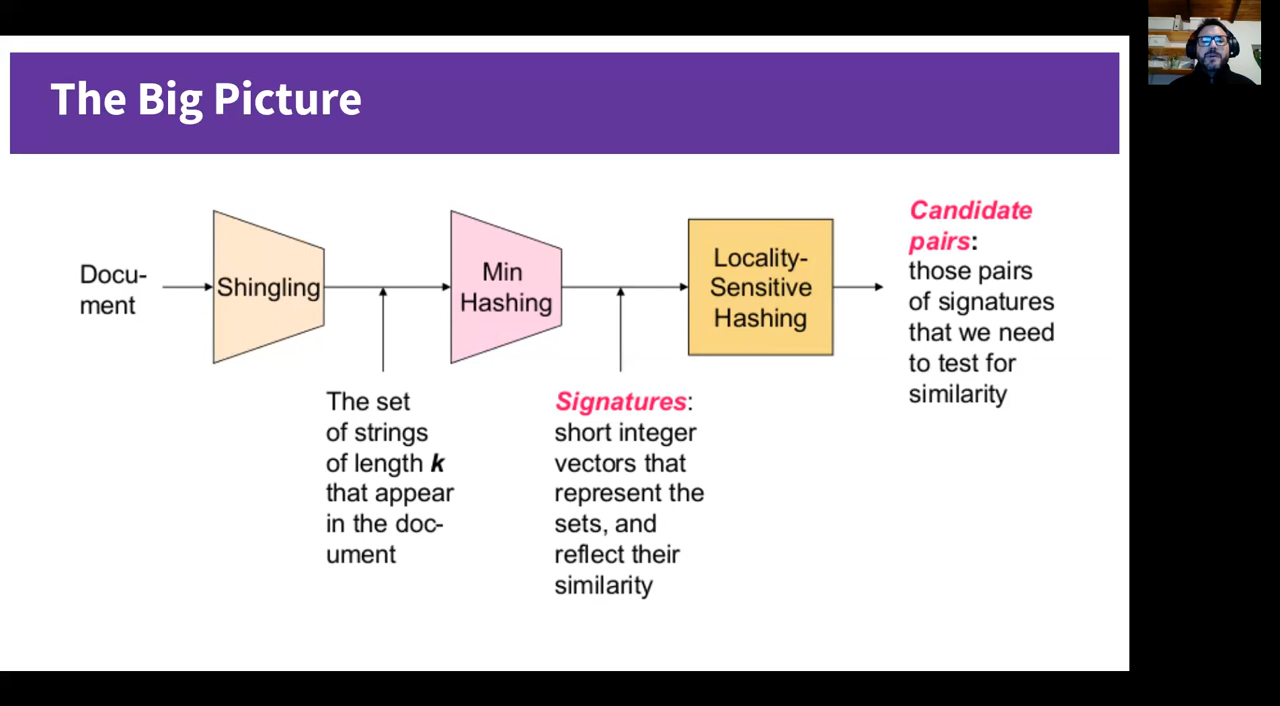 The Big Picture
Docu-
ment
Shingling
The set
of strings
of length k
that appear
in the doc-
ument
Min
Hashing
Signatures:
short integer
vectors that
represent the
sets, and
reflect their
similarity
Locality-
Sensitive
Hashing
Candidate
pairs:
those pairs
of signatures
that we need
to test for
similarity